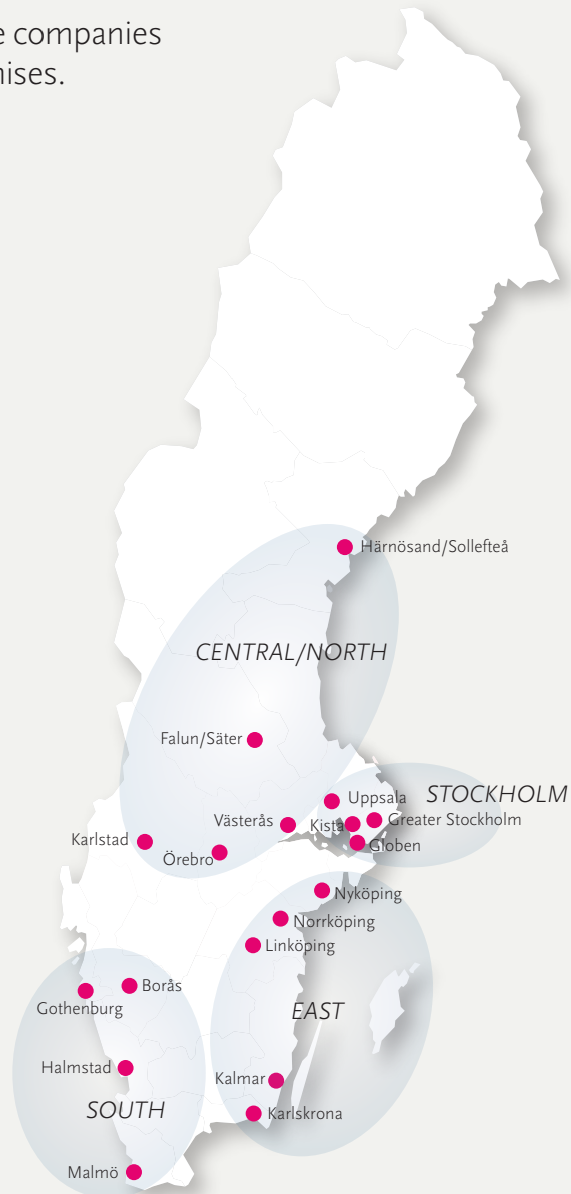 e companies
nises.
Härnösand/Sollefteå
CENTRAL/NORTH
Falun/Säter
Uppsala
STOCKHOLM
Västerås
Kista
Greater Stockholm
Karlstad
Örebro
Globen
Nyköping
Norrköping
Linköping
Borås
Gothenburg
EAST
Halmstad
Kalmar
SOUTH
Karlskrona
Malmö